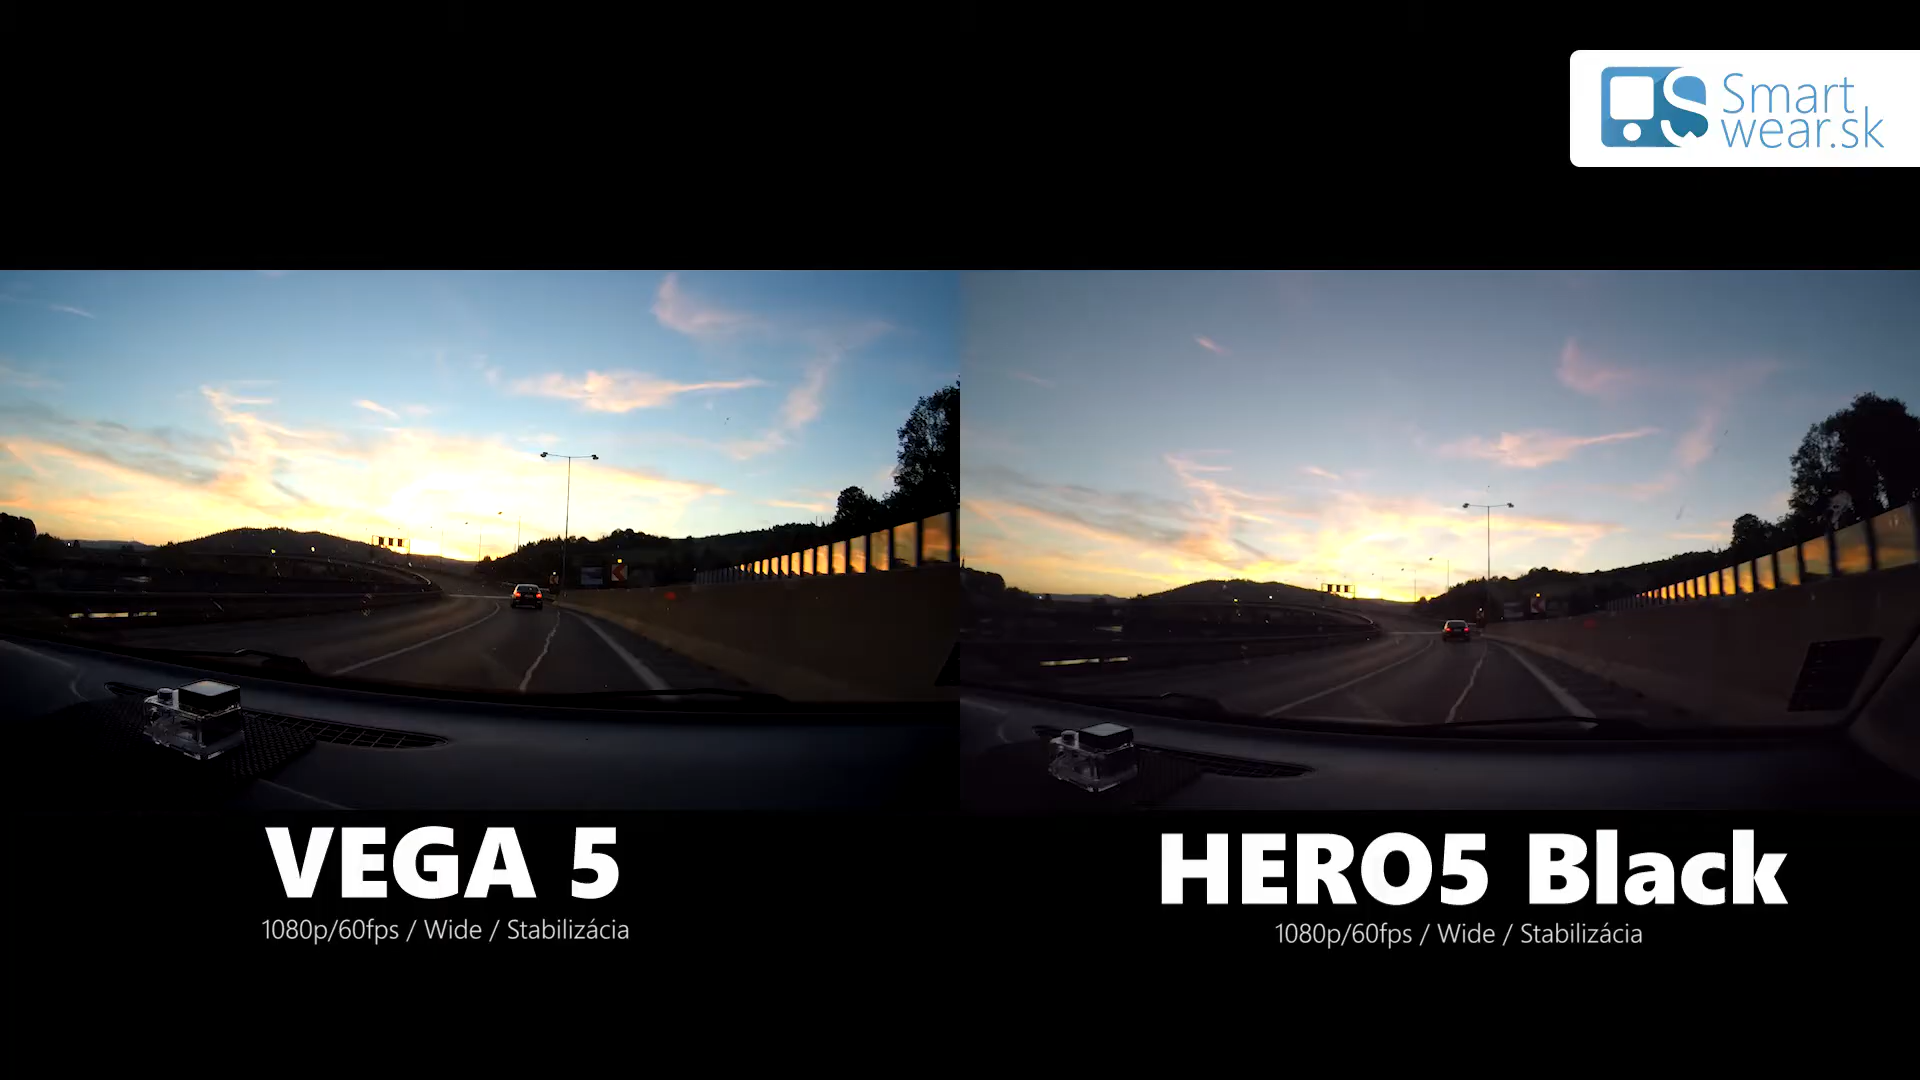 Smart
wear.sk
VEGA 5
1080p/60fps / Wide / Stabilizácia
HERO5 Black
1080p/60fps / Wide / Stabilizácia